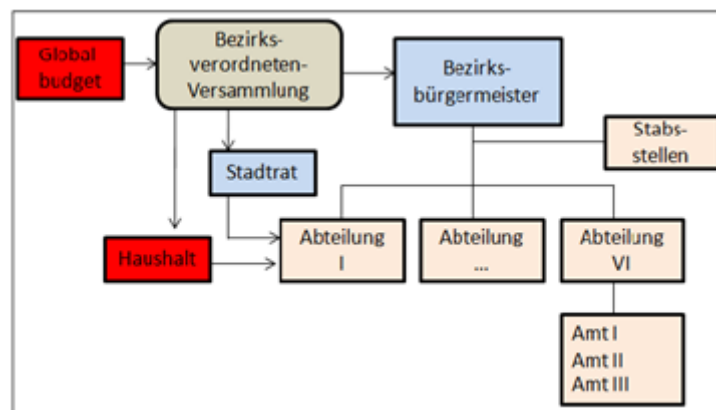 Global
budget
Bezirks-
verordneten-
Versammlung
Bezirks-
bürgermeister
Stabs-
stellen
Stadtrat
Haushalt
Abteilung
I
Abteilung
...
Abteilung
VI
Amt I
Amt II
Amt III